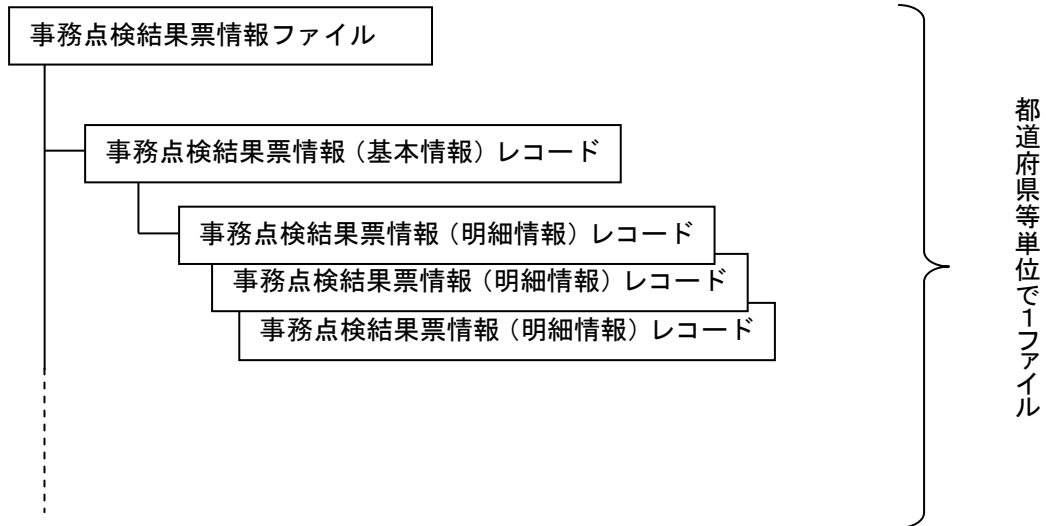 事務点検結果票情報ファイル
事務点検結果票情報（基本情報）レコード
事務点検結果票情報（明細情報）レコード
事務点検結果票情報（明細情報）レコード
事務点検結果票情報（明細情報）レコード
都道府県等単位で1ファイル